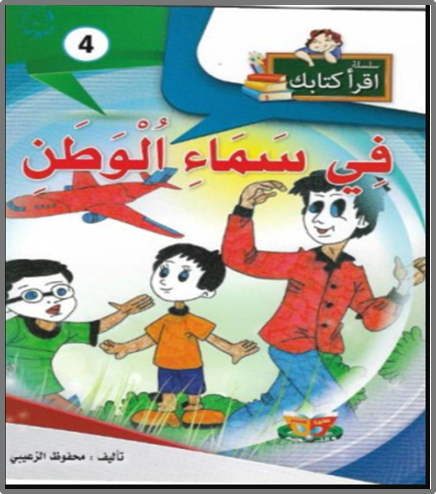 4
سلسلة
اقرأ كتابك
فِي سَمَاءِ الْوَطَنِ
تأليف : محفوظ الزعيبي